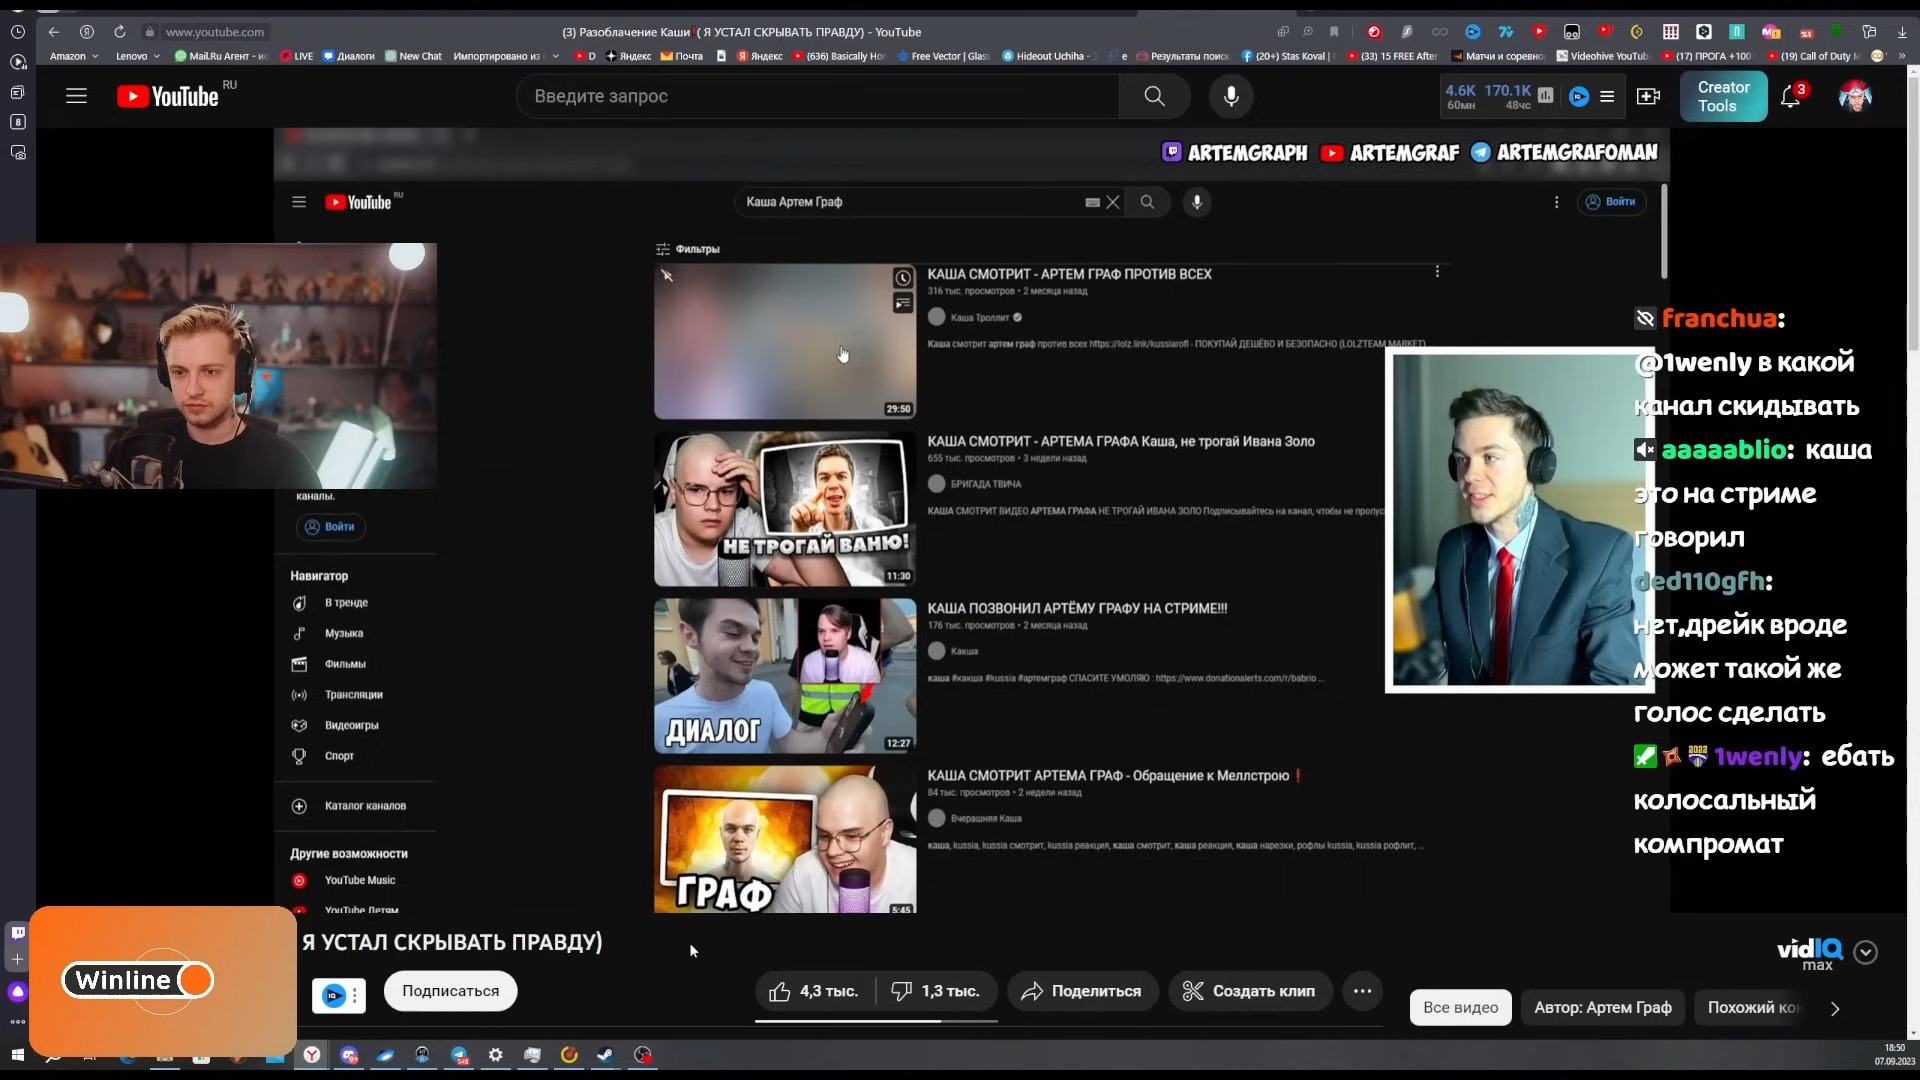 www.youtube.com
(3) Разоблачение Каши❗( Я УСТАЛ СКРЫВАТЬ ПРАВДУ) - YouTube
Amazon
Lenovo
LIVE
Диалоги
New Chat
Импортировано из
D
Яндекс
Почта
Яндекс
(636) Basically Hor
Free Vector | Glass
Hideout Uchiha -
e
Результаты поиск
(20+) Stas Koval |
(33) 15 FREE After
Матчи и соревно
Videohive YouTub
(17) ПРОГА +100
(19) Call of Duty
YouTube RU
Введите запрос
4.6K 170.1K
60мн 48чс
Creator
Tools
3
ARTEMGRAPH ARTEMGRAF ARTEMGRAFOMAN
YouTube RU
Каша Артем Граф
Войти
Фильтры
КАША СМОТРИТ - АРТЕМ ГРАФ ПРОТИВ ВСЕХ
316 тыс. просмотров • 2 месяца назад
Каша Троллит
Каша смотрит артем граф против всех https://lolz.link/kussiarofl - ПОКУПАЙ ДЕШЁВО И БЕЗОПАСНО (LOLZTEAM MARKET)
29:50
КАША СМОТРИТ - АРТЕМА ГРАФА Каша, не трогай Ивана Золо
655 тыс. просмотров • 3 недели назад
БРИГАДА ТВИЧА
КАША СМОТРИТ ВИДЕО АРТЕМА ГРАФА НЕ ТРОГАЙ ИВАНА ЗОЛО Подписывайтесь на канал, чтобы не пропус
НЕ ТРОГАЙ ВАНЮ!
11:30
КАША ПОЗВОНИЛ АРТЁМУ ГРАФУ НА СТРИМЕ!!!
176 тыс. просмотров • 2 месяца назад
Какша
каша #какша #kussia #артемграф СПАСИТЕ УМОЛЯЮ : https://www.donationalerts.com/r/babrio ...
ДИАЛОГ
12:27
КАША СМОТРИТ АРТЕМА ГРАФ - Обращение к Меллстрою❗
84 тыс. просмотров • 2 недели назад
Вчерашняя Каша
каша, kussia, kussia смотрит, kussia реакция, каша смотрит, каша реакция, каша нарезки, рофлы kussia, kussia рофлит, ...
ГРАФ
5:45
каналы.
Войти
Навигатор
В тренде
Музыка
Фильмы
Трансляции
Видеоигры
Спорт
Каталог каналов
Другие возможности
YouTube Music
YouTube Детям
franchua:
@1wenly в какой
канал скидывать
aaaaablio: каша
это на стриме
говорил
ded110gfh:
нет,дрейк вроде
может такой же
голос сделать
2022 1wenly: ебать
колосальный
компромат
Я УСТАЛ СКРЫВАТЬ ПРАВДУ)
Winline
Подписаться
4,3 тыс.
1,3 тыс.
Поделиться
Создать клип
vidIQ
max
Все видео
Автор: Артем Граф
Похожий ко
18:50
07.09.2023